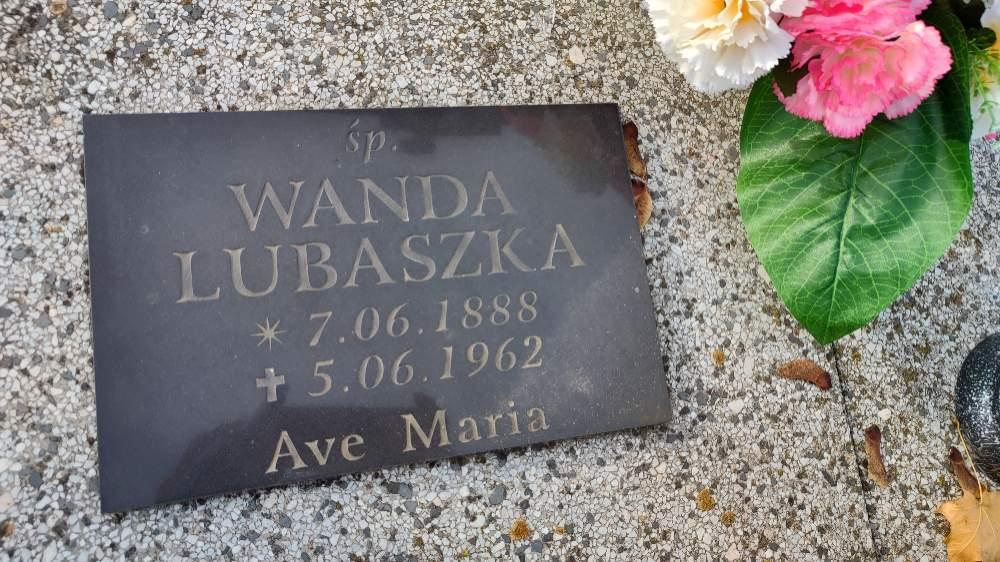 śp.
WANDA
LUBASZKA
* 7.06.1888
✝ 5.06.1962
Ave Maria